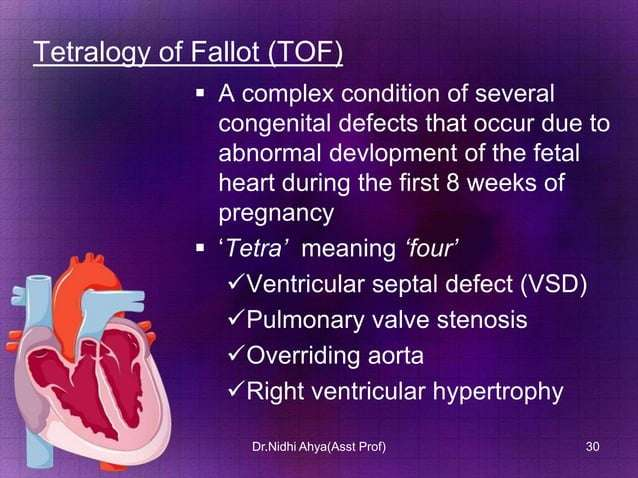 Tetralogy of Fallot (TOF)
▪ A complex condition of several
congenital defects that occur due to
abnormal devlopment of the fetal
heart during the first 8 weeks of
pregnancy
▪ ‘Tetra’ meaning ‘four’
✓Ventricular septal defect (VSD)
✓Pulmonary valve stenosis
✓Overriding aorta
✓Right ventricular hypertrophy
Dr.Nidhi Ahya(Asst Prof)
30